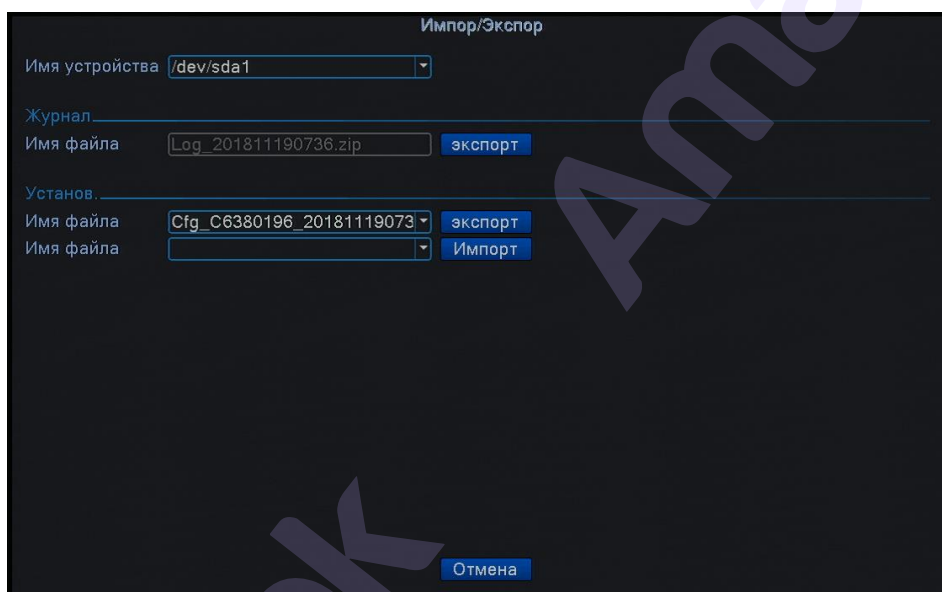 Импор/Экспор
Имя устройства /dev/sda1
Журнал
Имя файла Log_201811190736.zip экспорт
Установ.
Имя файла Cfg_C6380196_20181119073 экспорт
Имя файла Импорт
Отмена